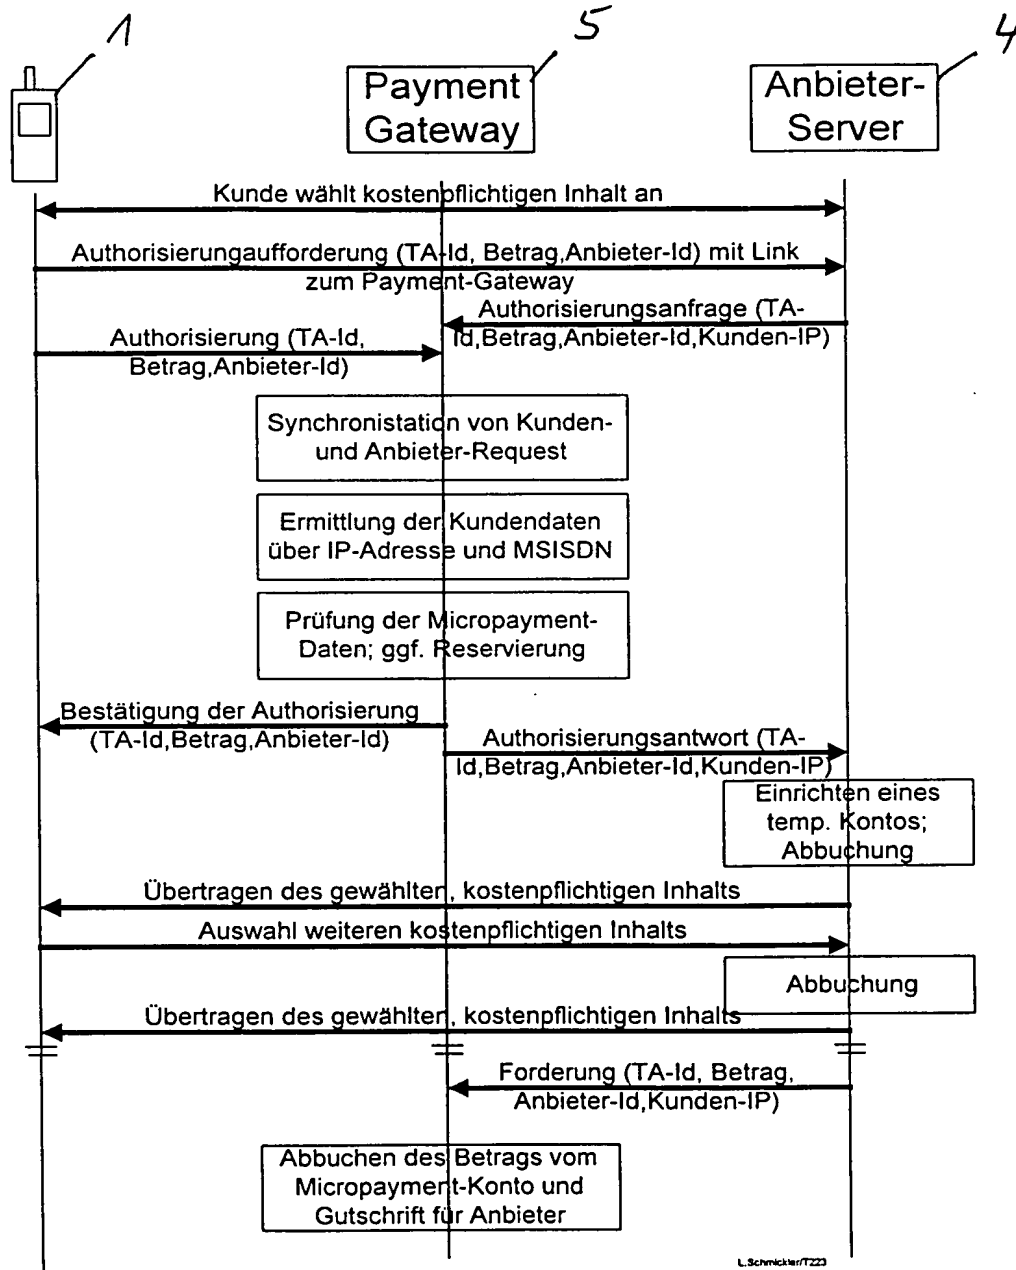 1
5
4
Payment
Gateway
Anbieter-
Server
Kunde wählt kostenpflichtigen Inhalt an
Authorisierungaufforderung (TA-Id, Betrag,Anbieter-Id) mit Link
zum Payment-Gateway
Authorisierungsanfrage (TA-
Id,Betrag,Anbieter-Id,Kunden-IP)
Authorisierung (TA-Id,
Betrag,Anbieter-Id)
Synchronistation von Kunden-
und Anbieter-Request
Ermittlung der Kundendaten
über IP-Adresse und MSISDN
Prüfung der Micropayment-
Daten; ggf. Reservierung
Bestätigung der Authorisierung
(TA-Id,Betrag,Anbieter-Id)
Authorisierungsantwort (TA-
Id,Betrag,Anbieter-Id,Kunden-IP)
Einrichten eines
temp. Kontos;
Abbuchung
Übertragen des gewählten, kostenpflichtigen Inhalts
Auswahl weiteren kostenpflichtigen Inhalts
Abbuchung
Übertragen des gewählten, kostenpflichtigen Inhalts
Forderung (TA-Id, Betrag,
Anbieter-Id,Kunden-IP)
Abbuchen des Betrags vom
Micropayment-Konto und
Gutschrift für Anbieter
L.Schmickler/T223